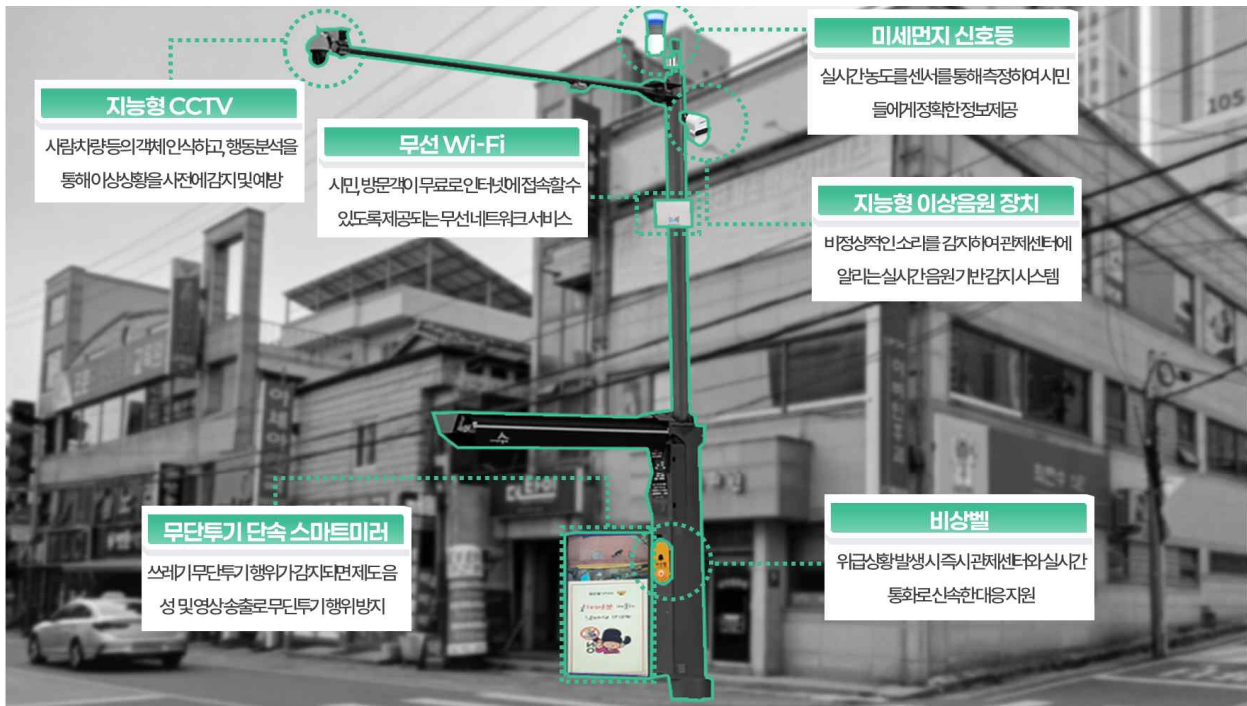 미세먼지 신호등
실시간 농도를 센서를 통해 측정하여 시민
들에게 정확한 정보제공
지능형 CCTV
사람 차량 등의 객체 인식하고, 행동분석을
통해 이상상황을 사전에 감지 및 예방
무선 Wi-Fi
시민, 방문객이 무료로 인터넷에 접속할 수
있도록 제공되는 무선 네트워크 서비스
지능형 이상음원 장치
비정상적인 소리를 감지하여 관제센터에
알리는 실시간 음원 기반 감지 시스템
무단투기 단속 스마트미러
쓰레기 무단투기 행위가 감지되면 제도 음
성 및 영상 송출로 무딘투기 행위 방지
비상벨
위급상황 발생 시 즉시 관제센터와 실시간
통화로 신속한 대응 지원
105